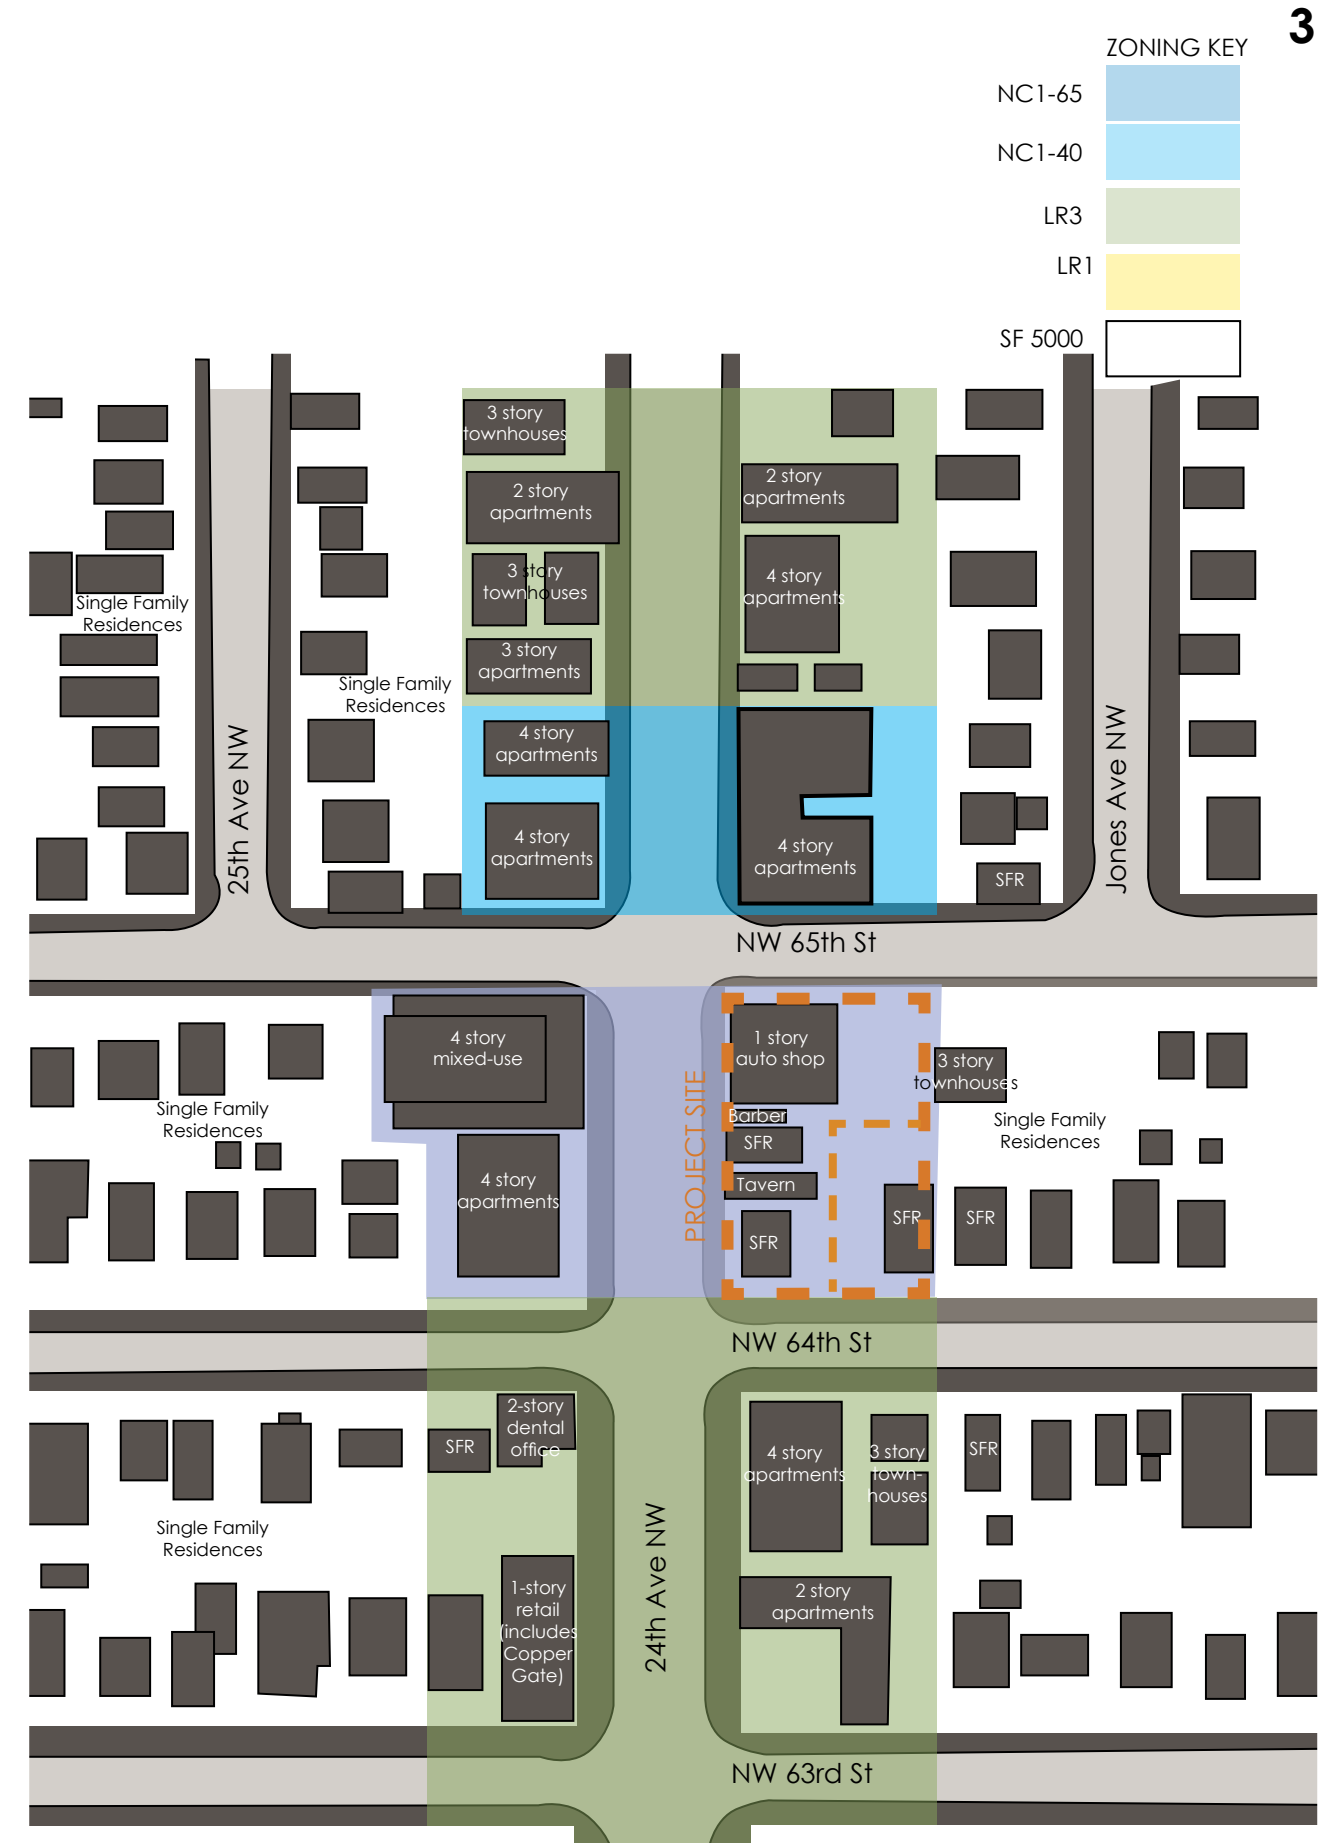 3
ZONING KEY
NC1-65
NC1-40
LR3
LR1
SF 5000
3 story
townhouses
2 story
apartments
3 story
townhouses
3 story
apartments
4 story
apartments
4 story
apartments
2 story
apartments
4 story
apartments
4 story
apartments
Single Family
Residences
Single Family
Residences
25th Ave NW
Jones Ave NW
SFR
NW 65th St
4 story
mixed-use
4 story
apartments
Single Family
Residences
PROJECT SITE
1 story
auto shop
Barber
SFR
Tavern
SFR
SFR
3 story
townhouses
Single Family
Residences
SFR
NW 64th St
SFR
2-story
dental
office
Single Family
Residences
1-story
retail
(includes
Copper
Gate)
24th Ave NW
4 story
apartments
3 story
town-
houses
SFR
2 story
apartments
NW 63rd St